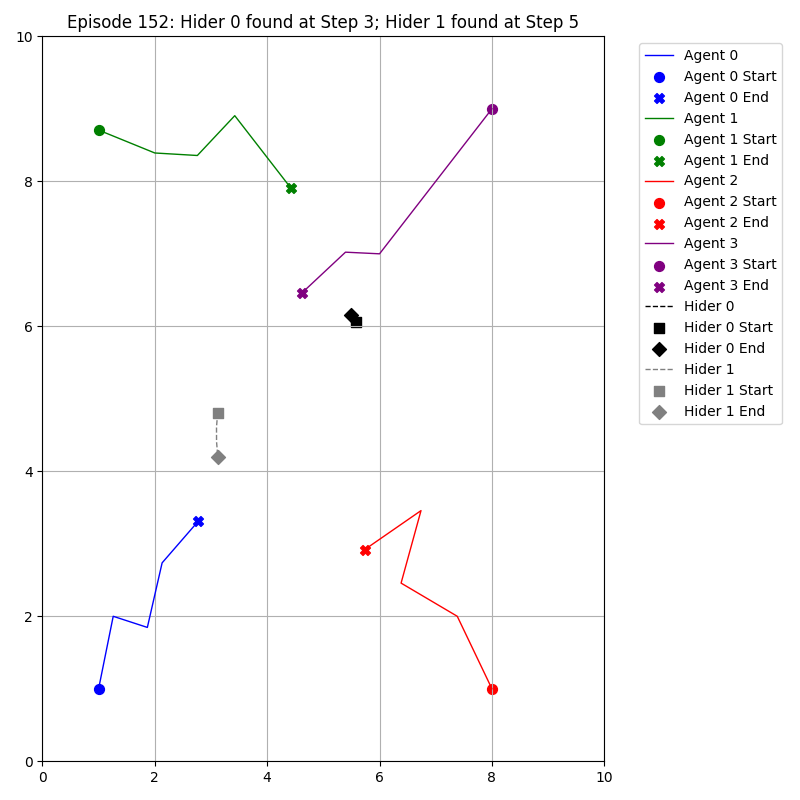 Episode 152: Hider 0 found at Step 3; Hider 1 found at Step 5
10
8
6
4
2
0
0 2 4 6 8 10
Agent 0
Agent 0 Start
Agent 0 End
Agent 1
Agent 1 Start
Agent 1 End
Agent 2
Agent 2 Start
Agent 2 End
Agent 3
Agent 3 Start
Agent 3 End
Hider 0
Hider 0 Start
Hider 0 End
Hider 1
Hider 1 Start
Hider 1 End